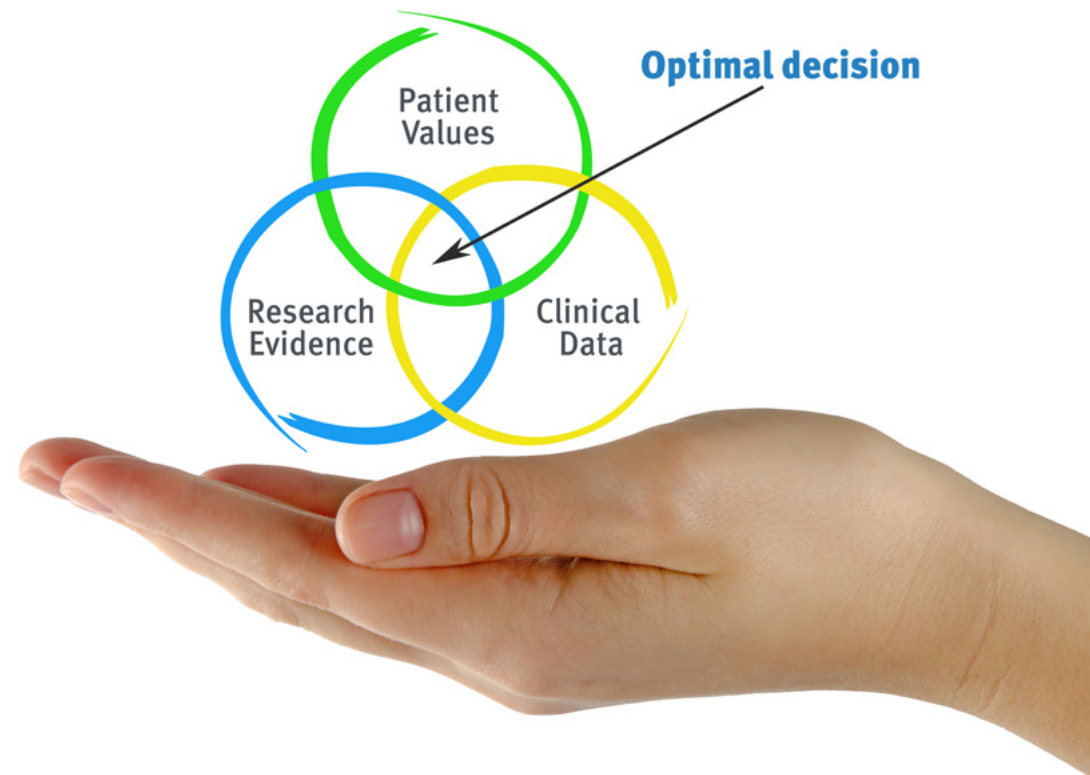 Optimal decision
Patient
Values
Research
Evidence
Clinical
Data